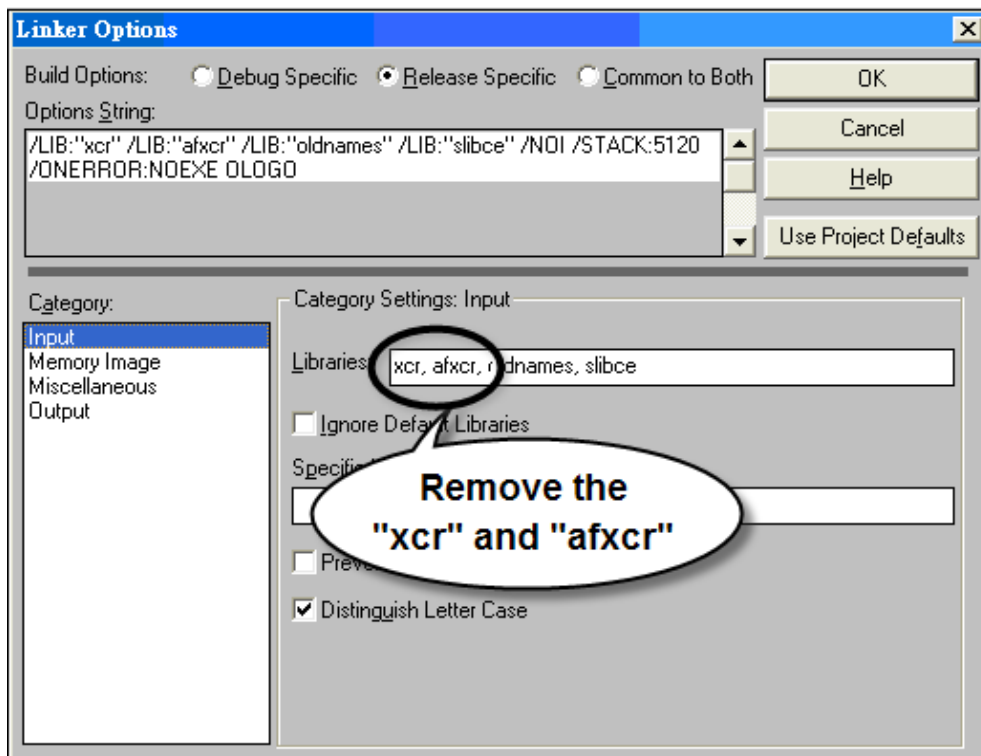 Linker Options
Build Options: Debug Specific Release Specific Common to Both
OK
Options String:
/LIB:"xcr" /LIB:"afxcr" /LIB:"oldnames" /LIB:"slibce" /NOI /STACK:5120
/ONERROR:NOEXE OLOGO
Cancel
Help
Use Project Defaults
Category:
Input
Memory Image
Miscellaneous
Output
Category Settings: Input
Libraries xcr, afxcr, dnames, slibce
Ignore Default Libraries
Remove the
"xcr" and "afxcr"
Distinguish Letter Case